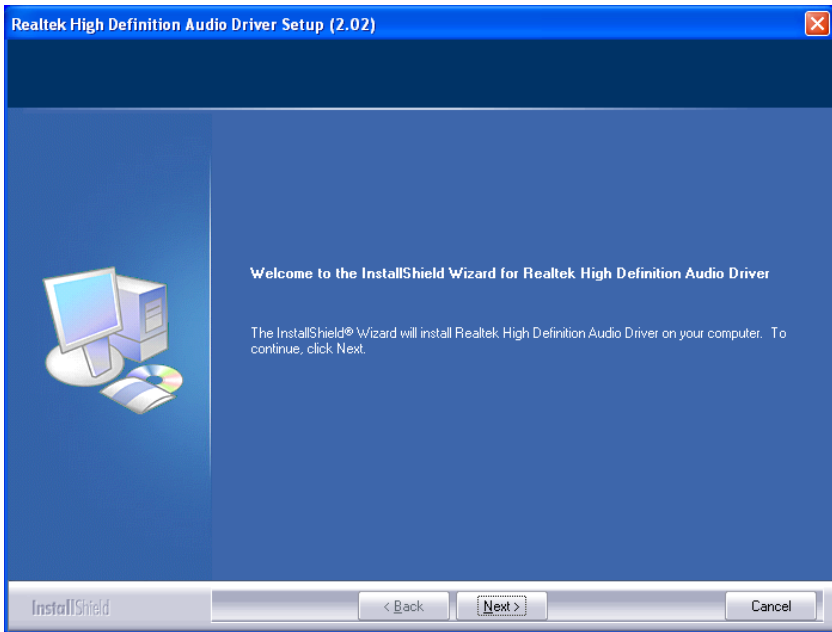 Realtek High Definition Audio Driver Setup (2.02)
Welcome to the InstallShield Wizard for Realtek High Definition Audio Driver
The InstallShield® Wizard will install Realtek High Definition Audio Driver on your computer. To
continue, click Next.
InstallShield
< Back Next > Cancel